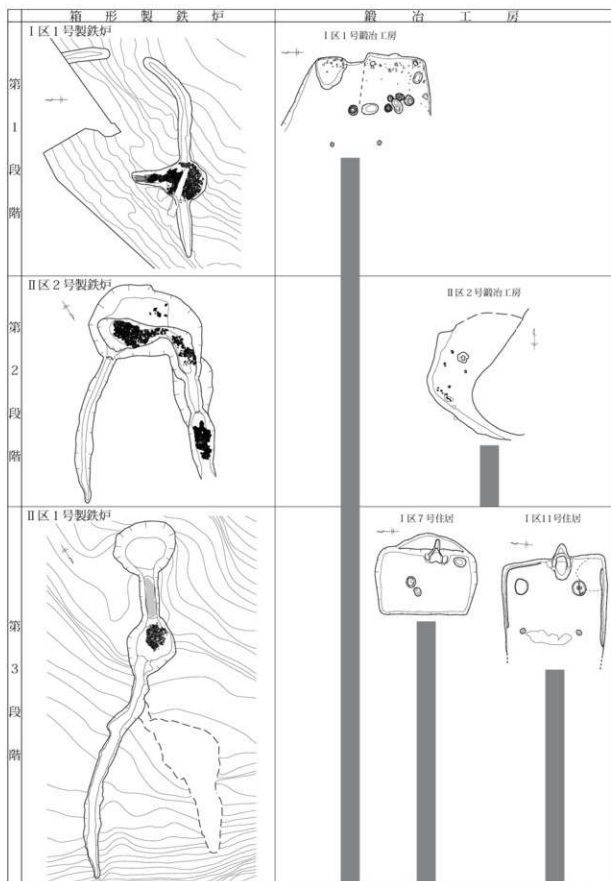 箱形製鉄炉
鍛冶工房
第1段階
Ⅰ区1号製鉄炉
Ⅰ区1号鍛冶工房
第2段階
Ⅱ区2号製鉄炉
Ⅱ区2号鍛冶工房
第3段階
Ⅱ区1号製鉄炉
Ⅰ区7号住居
Ⅰ区11号住居